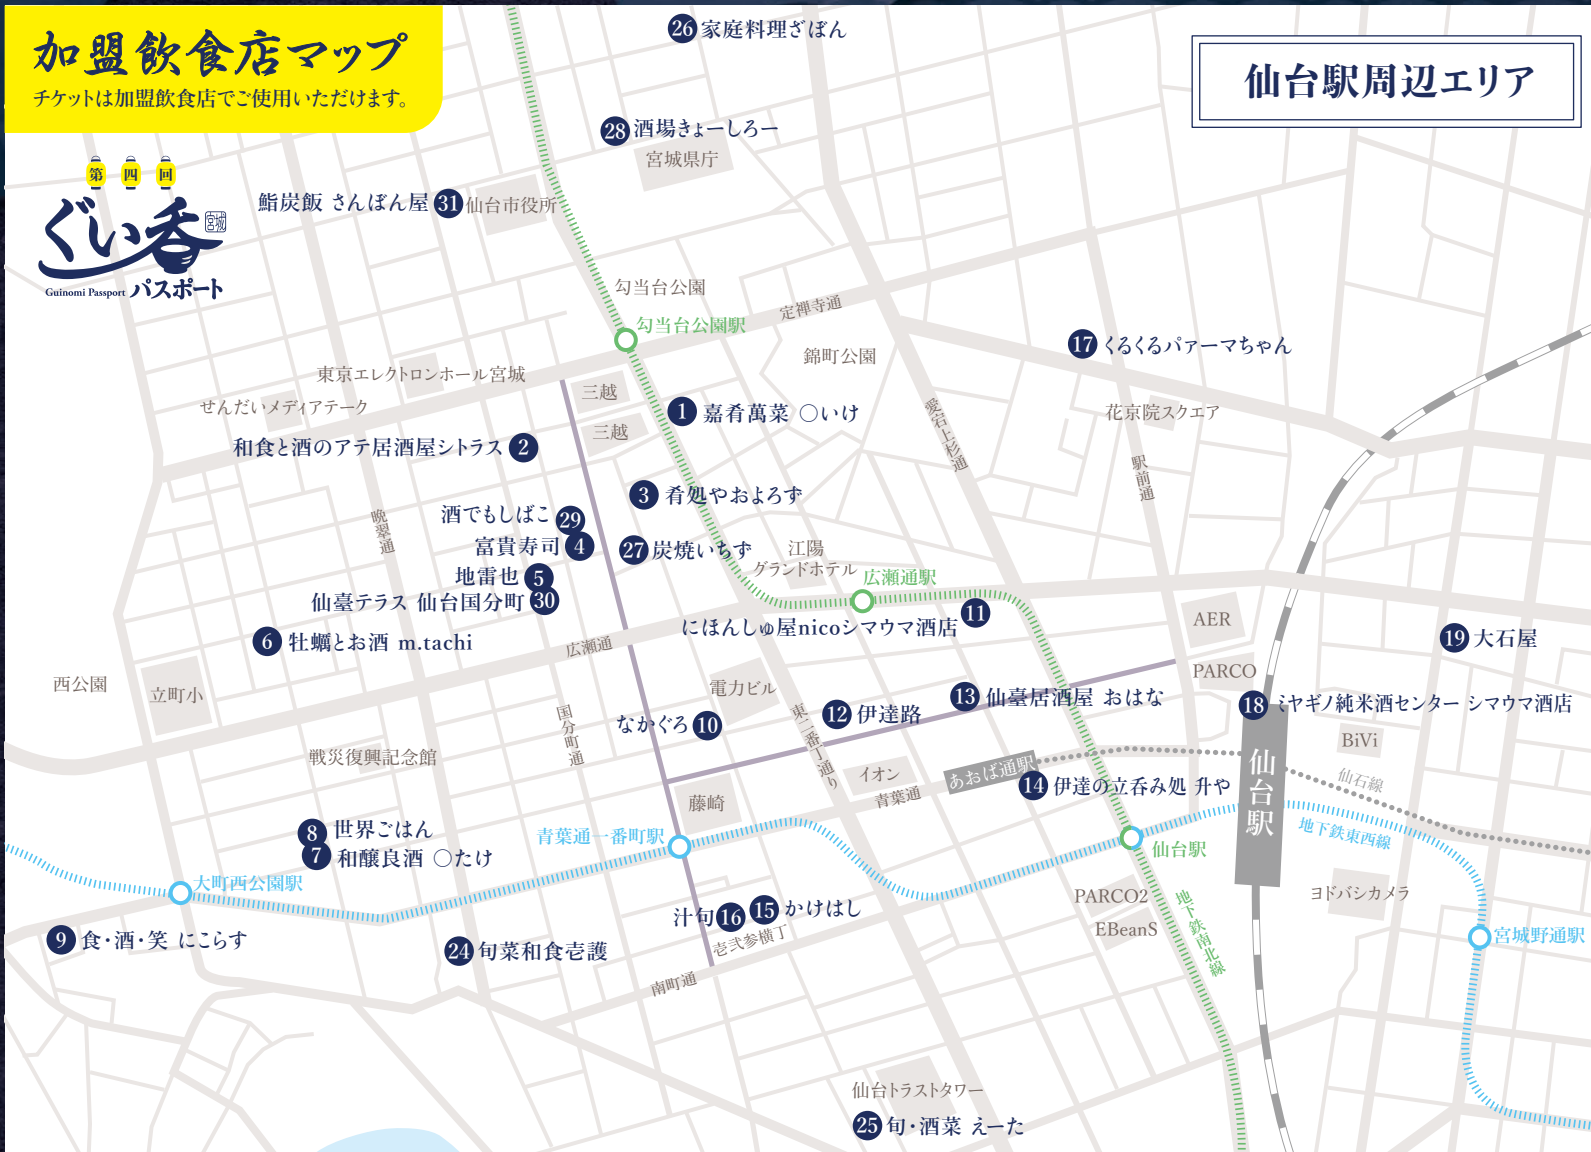 加盟飲食店マップ
チケットは加盟飲食店でご使用いただけます。
仙台駅周辺エリア
第四回
ぐい呑
宮城
Guinomi Passport パスポート
26 家庭料理ざぼん
28 酒場きょーしろー
宮城県庁
鮨炭飯 さんぼん屋 31
仙台市役所
勾当台公園
定禅寺通
勾当台公園駅
錦町公園
17 くるくるパァーマちゃん
東京エレクトロンホール宮城
三越
せんだいメディアテーク
1 嘉肴萬菜 〇いけ
愛宕上杉通
花京院スクエア
三越
和食と酒のアテ居酒屋シトラス 2
駅前通
3 肴処やおよろず
晩翠通
酒でもしばこ 29
富貴寿司 4
27 炭焼いちず
江陽
グランドホテル
地雷也 5
広瀬通駅
仙臺テラス 仙台国分町 30
11
にほんしゅ屋nicoシマウマ酒店
AER
6 牡蠣とお酒 m.tachi
広瀬通
19 大石屋
PARCO
西公園
立町小
電力ビル
13 仙臺居酒屋 おはな
18 ミヤギノ純米酒センター シマウマ酒店
国分町通
なかぐろ 10
東二番丁通り
12 伊達路
BiVi
戦災復興記念館
仙台駅
イオン
あおば通駅
仙石線
14 伊達の立呑み処 升や
藤崎
青葉通
8 世界ごはん
青葉通一番町駅
地下鉄東西線
7 和醸良酒 〇たけ
仙台駅
大町西公園駅
PARCO2
地下鉄南北線
ヨドバシカメラ
汁旬 16
15 かけはし
EBeanS
9 食・酒・笑 にこらす
壱弐参横丁
宮城野通駅
24 旬菜和食壱護
南町通
仙台トラストタワー
25 旬・酒菜 えーた